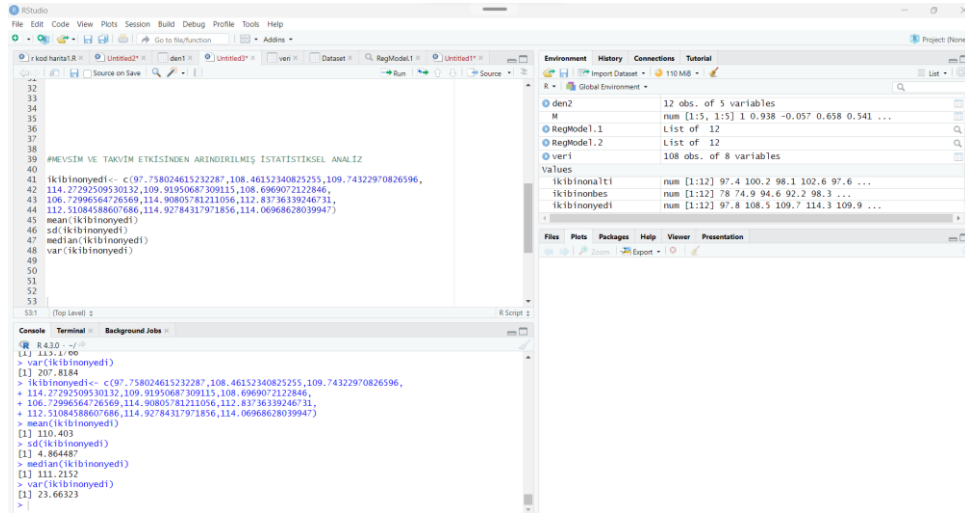 RStudio
File Edit Code View Plots Session Build Debug Profile Tools Help
Go to file/function Addins Project: (None
r kod harita1.R Untitled2* den1 Untitled3* veri Dataset RegModel.1 Untitled1*
Source on Save Run Source
32
33
34
35
36
37
38
39 #MEVSİM VE TAKVİM ETKİSİNDEN ARINDIRILMIŞ İSTATİSTİKSEL ANALİZ
40
41 ikibinonyedi<- c(97.758024615232287,108.46152340825255,109.74322970826596,
42 114.27292509530132,109.91950687309115,108.6969072122846,
43 106.72996564726569,114.90805781211056,112.83736339246731,
44 112.51084588607686,114.92784317971856,114.06968628039947)
45 mean(ikibinonyedi)
46 sd(ikibinonyedi)
47 median(ikibinonyedi)
48 var(ikibinonyedi)
49
50
51
52
53
53:1 (Top Level) R Script
Console Terminal Background Jobs
R 4.3.0 · ~/
[1] 113.1766
> var(ikibinonyedi)
[1] 207.8184
> ikibinonyedi<- c(97.758024615232287,108.46152340825255,109.74322970826596,
+ 114.27292509530132,109.91950687309115,108.6969072122846,
+ 106.72996564726569,114.90805781211056,112.83736339246731,
+ 112.51084588607686,114.92784317971856,114.06968628039947)
> mean(ikibinonyedi)
[1] 110.403
> sd(ikibinonyedi)
[1] 4.864487
> median(ikibinonyedi)
[1] 111.2152
> var(ikibinonyedi)
[1] 23.66323
>
Environment History Connections Tutorial
Import Dataset 110 MiB List
R Global Environment
den2 12 obs. of 5 variables
M num [1:5, 1:5] 1 0.938 -0.057 0.658 0.541 ...
RegModel.1 List of 12
RegModel.2 List of 12
veri 108 obs. of 8 variables
Values
ikibinonalti num [1:12] 97.4 100.2 98.1 102.6 97.6 ...
ikibinonbes num [1:12] 78 74.9 94.6 92.2 98.3 ...
ikibinonyedi num [1:12] 97.8 108.5 109.7 114.3 109.9 ...
Files Plots Packages Help Viewer Presentation
Zoom Export